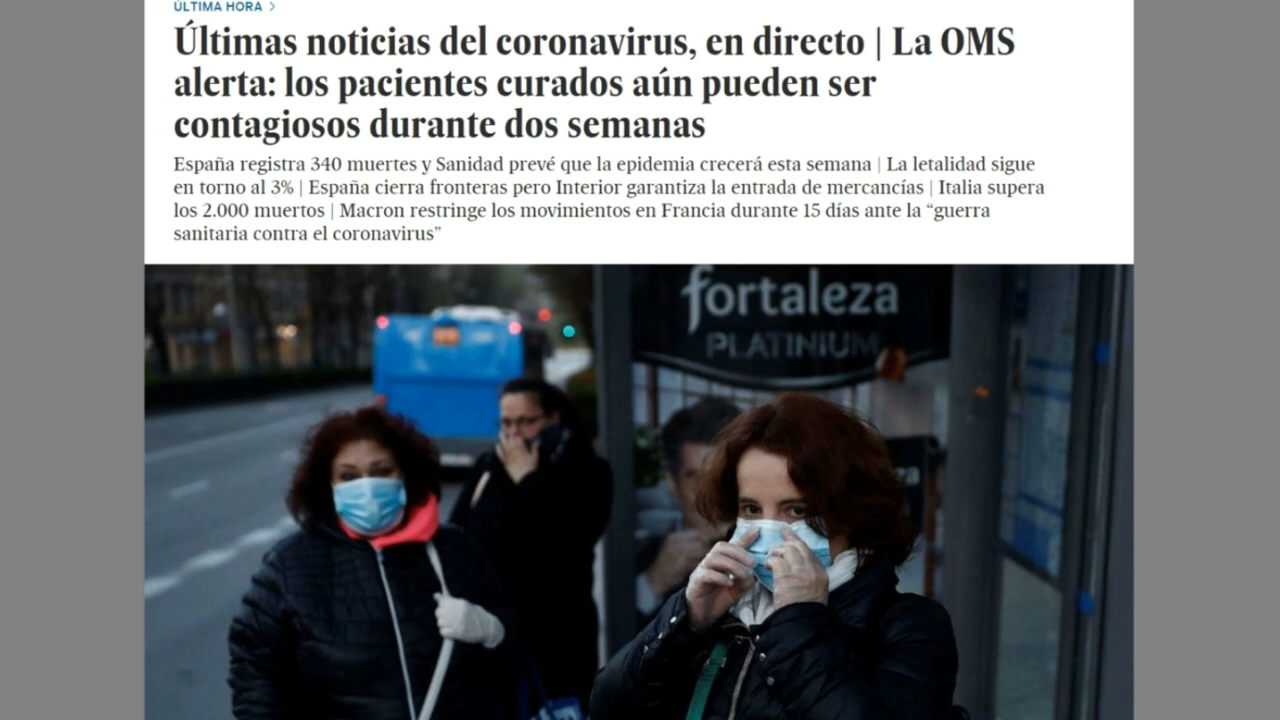 ÚLTIMA HORA >
Últimas noticias del coronavirus, en directo | La OMS
alerta: los pacientes curados aún pueden ser
contagiosos durante dos semanas
España registra 340 muertes y Sanidad prevé que la epidemia crecerá esta semana | La letalidad sigue
en torno al 3% | España cierra fronteras pero Interior garantiza la entrada de mercancías | Italia supera
los 2.000 muertos | Macron restringe los movimientos en Francia durante 15 días ante la “guerra
sanitaria contra el coronavirus”
fortaleza
PLATINIUM